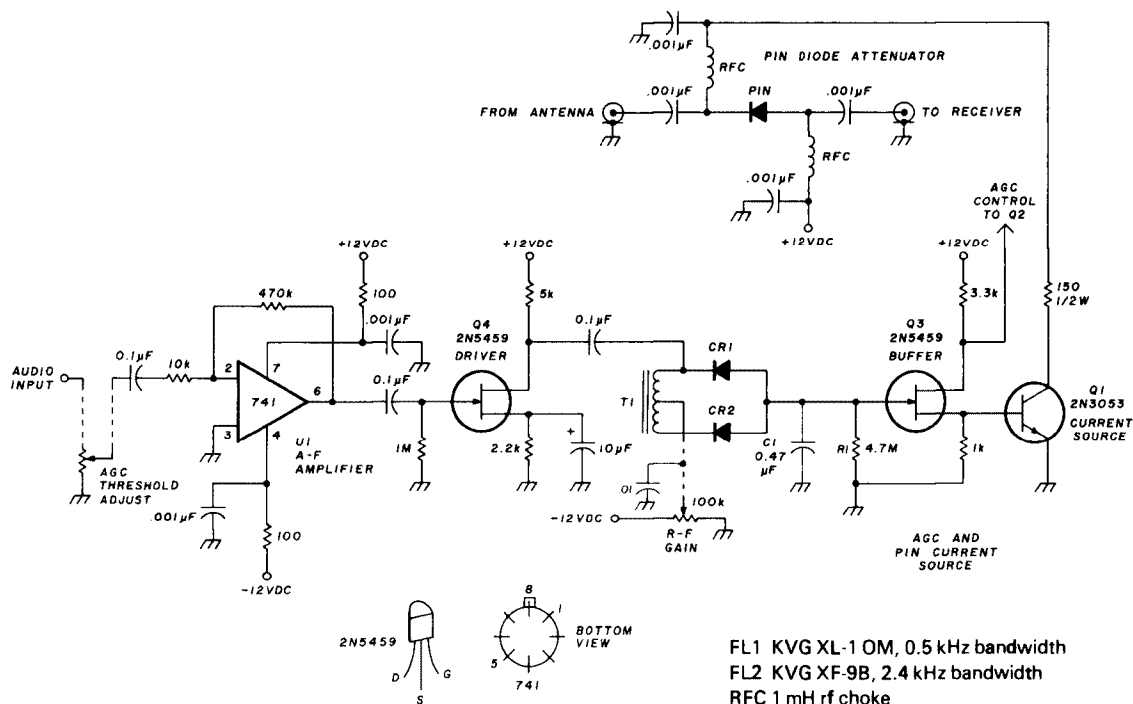 .001µF
RFC
PIN DIODE ATTENUATOR
FROM ANTENNA
.001µF
PIN
.001µF
TO RECEIVER
RFC
.001µF
+12VDC
AGC
CONTROL
TO Q2
+12VDC
3.3k
150
1/2W
Q3
2N5459
BUFFER
Q1
2N3053
CURRENT
SOURCE
+12VDC
5k
Q4
2N5459
DRIVER
0.1µF
+12VDC
100
470k
.001µF
AUDIO
INPUT
0.1µF
10k
2
7
741
6
3
4
U1
A-F
AMPLIFIER
0.1µF
1M
2.2k
+
10µF
T1
CR1
CR2
C1
0.47
µF
R1
4.7M
1k
AGC
THRESHOLD
ADJUST
.001µF
100
-12VDC
.01
100k
-12VDC
R-F
GAIN
AGC AND
PIN CURRENT
SOURCE
2N5459
D
S
G
8
1
5
741
BOTTOM
VIEW
FL1 KVG XL-1 OM, 0.5 kHz bandwidth
FL2 KVG XF-9B, 2.4 kHz bandwidth
RFC 1 mH rf choke